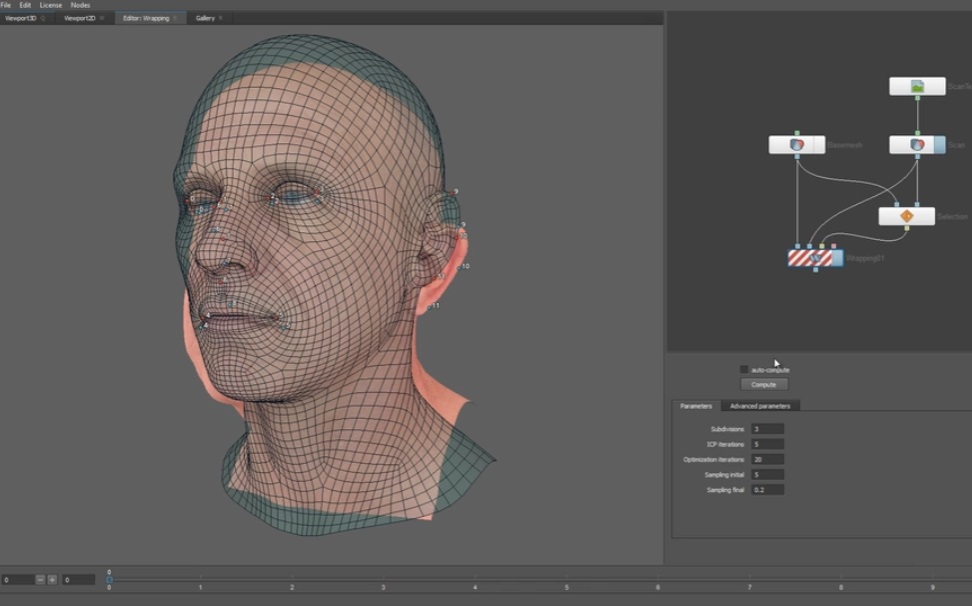 File Edit License Nodes
Viewport3D Viewport2D Editor: Wrapping Gallery
Basemesh
Scan
Selection
Wrapping01
9
9
10
11
auto-compute
Compute
Parameters Advanced parameters
Subdivisions 3
ICP iterations 5
Optimization iterations 20
Sampling initial 5
Sampling final 0.2
0
0 0
0 1 2 3 4 5 6 7 8 9